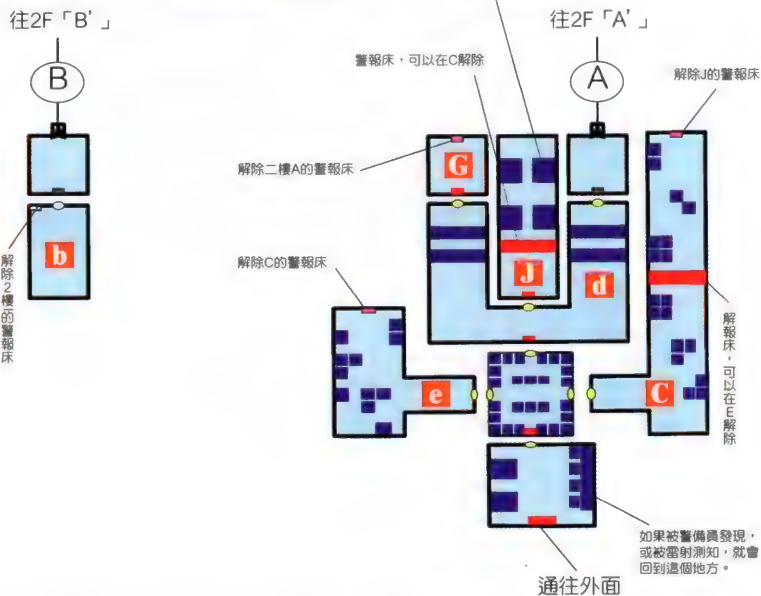 往2F「B’」
往2F「A’」
警報床，可以在C解除
B
A
解除J的警報床
解除二樓A的警報床
G
解除2樓的警報床
b
J
d
解除C的警報床
解報床，可以在E解除
e
C
如果被警備員發現，
或被雷射測知，就會
回到這個地方。
通往外面